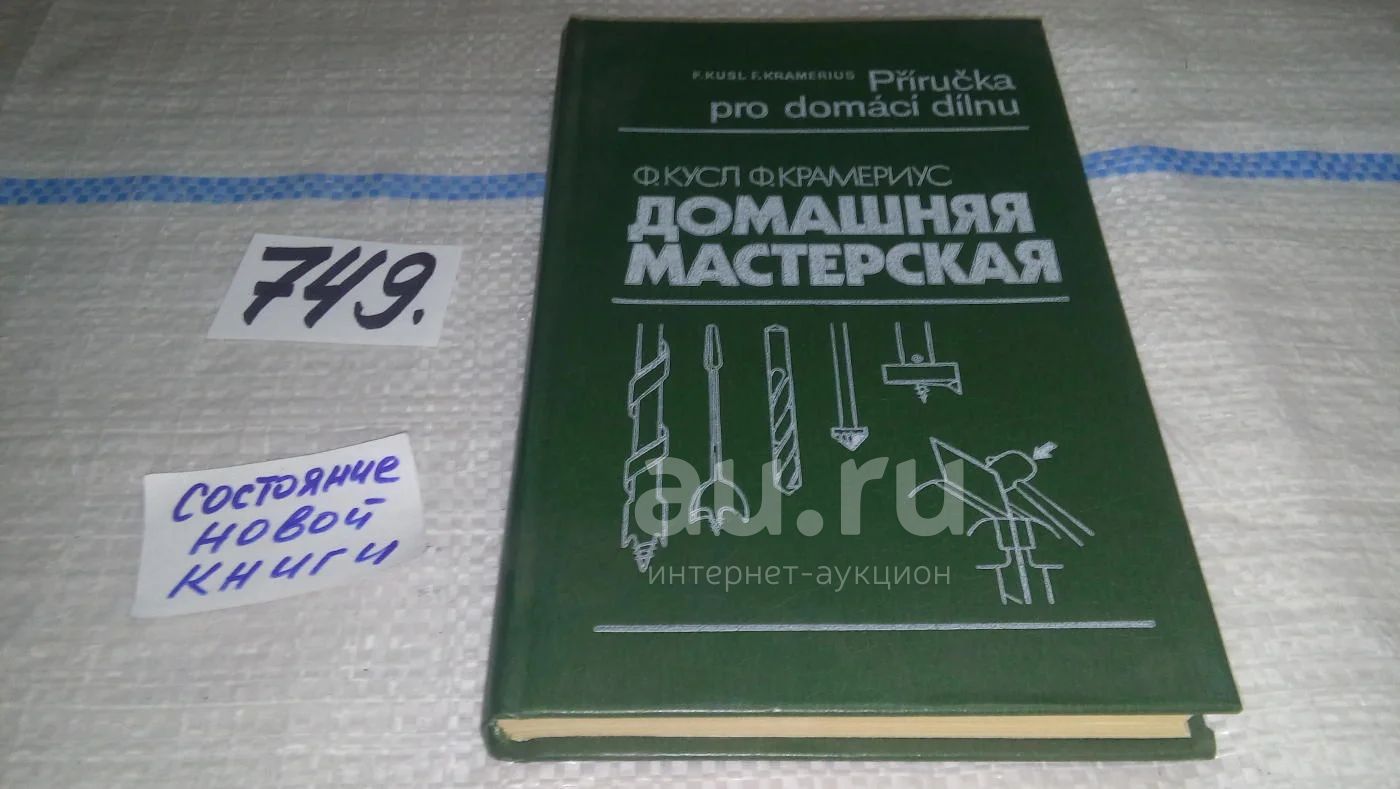 F. KUSL F. KRAMERIUS Příručka
pro domácí dílnu
Ф. КУСЛ Ф. КРАМЕРИУС
ДОМАШНЯЯ
МАСТЕРСКАЯ
749.
СОСТОЯНИЕ
НОВОЙ
КНИГИ
au.ru
интернет-аукцион